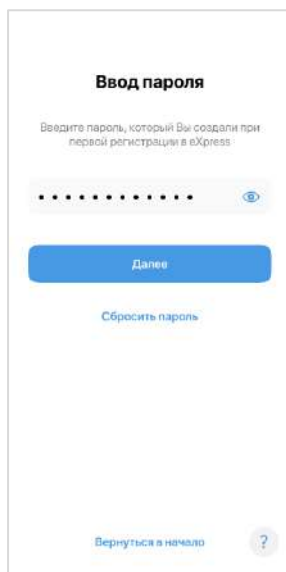 Ввод пароля
Введите пароль, который Вы создали при
первой регистрации в eXpress
••••••••••••
Далее
Сбросить пароль
Вернуться в начало
?